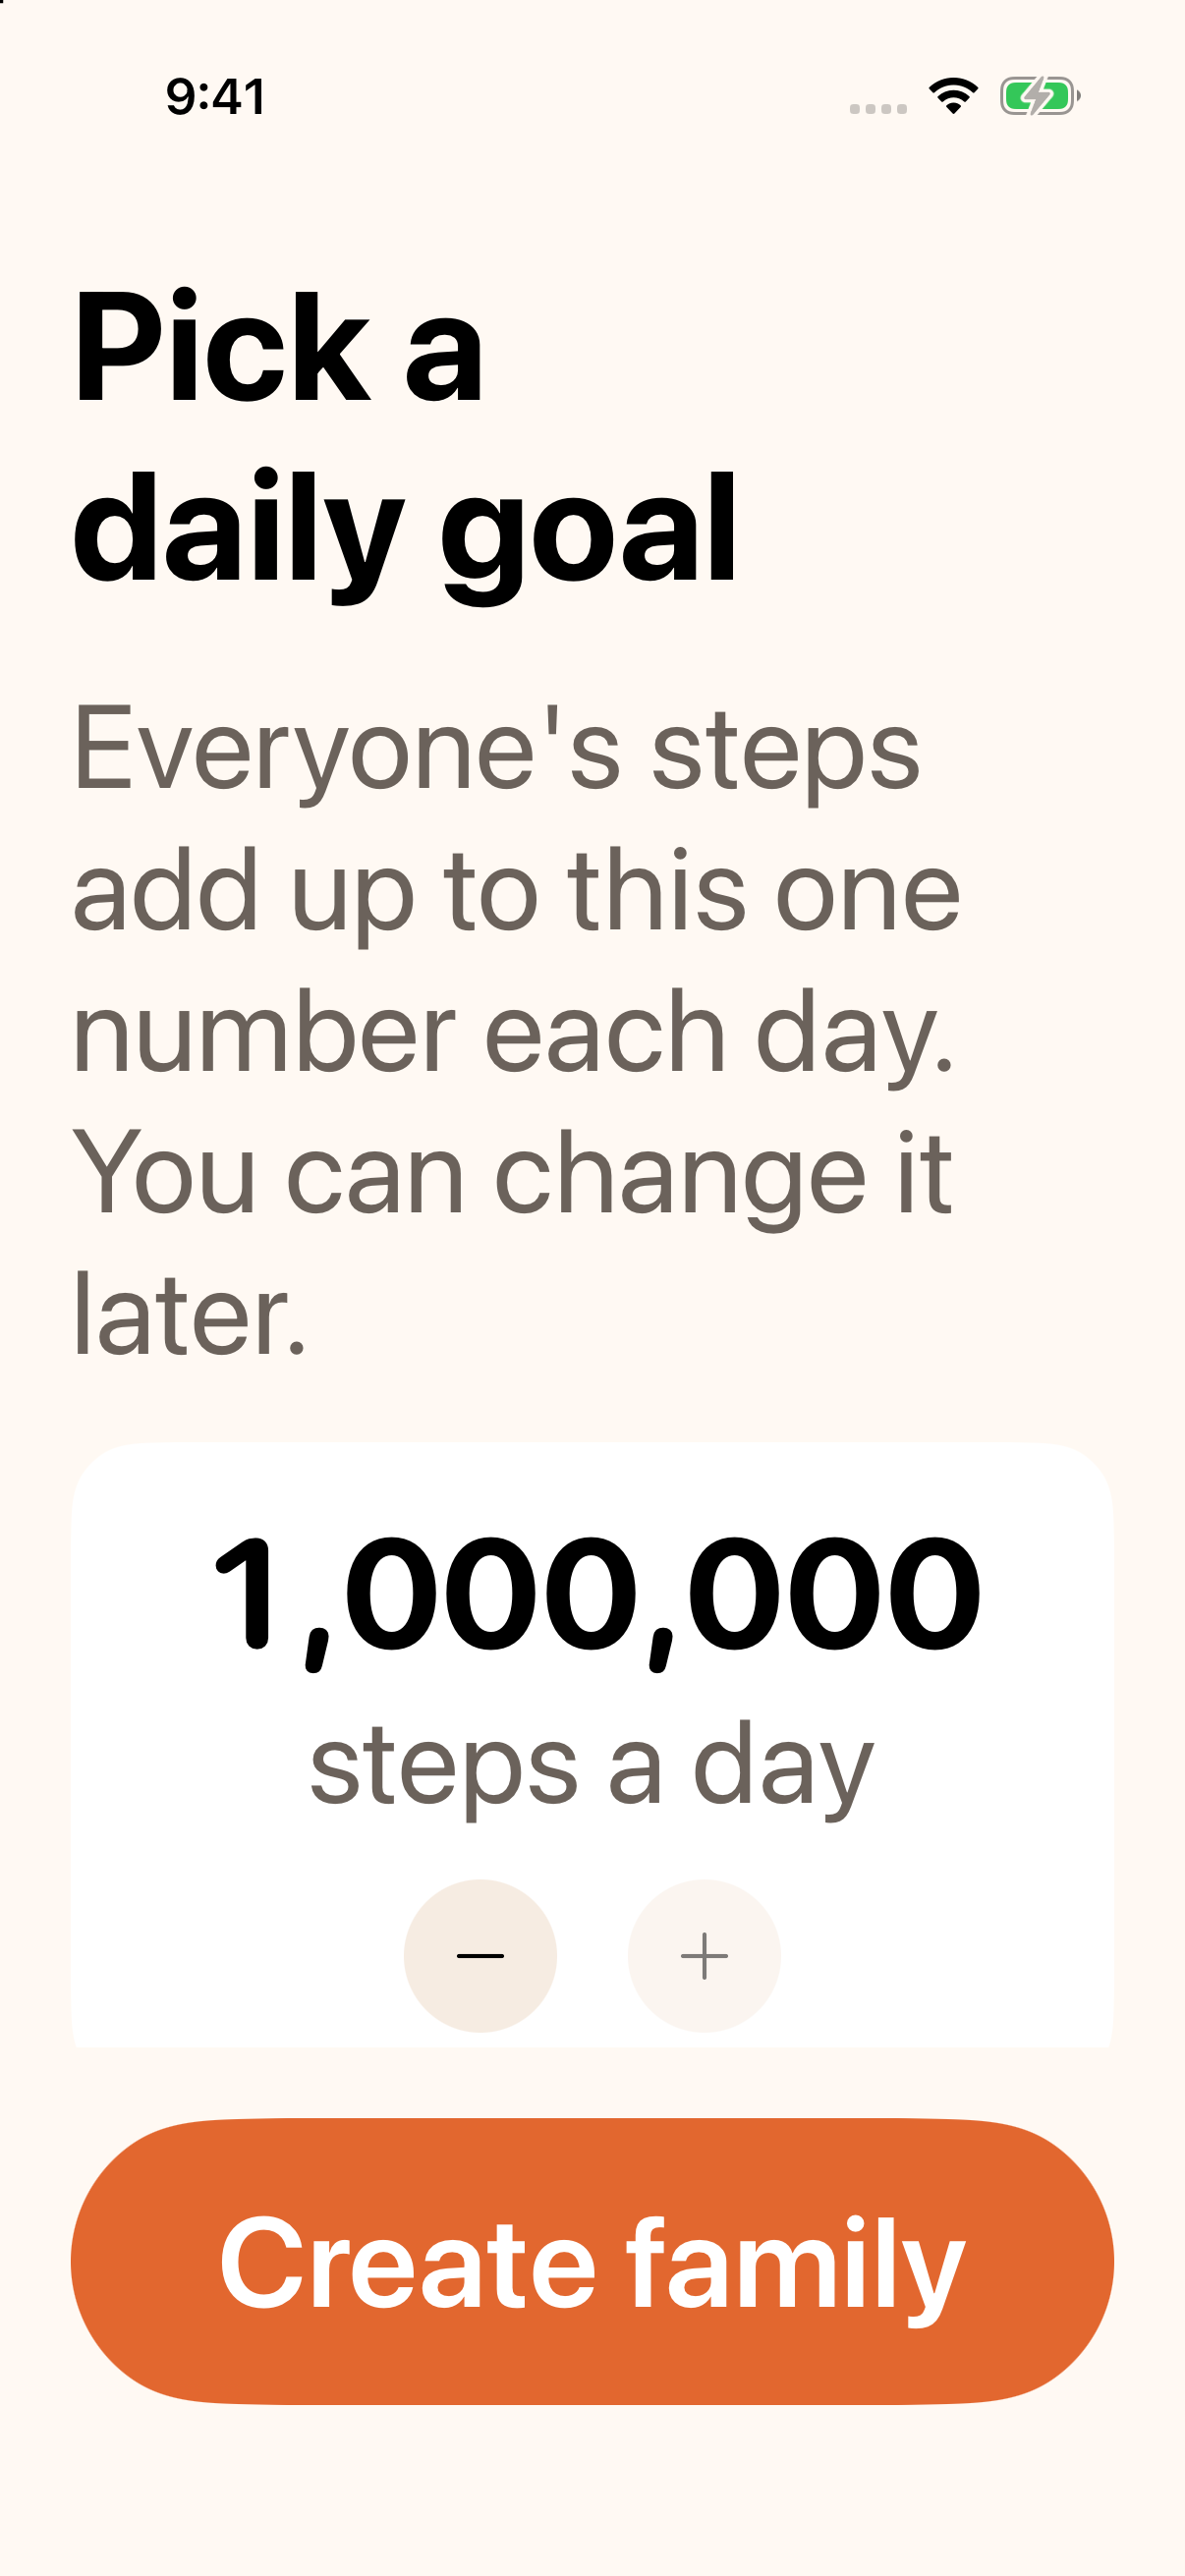 9:41
Pick a
daily goal
Everyone's steps
add up to this one
number each day.
You can change it
later.
1,000,000
steps a day
Create family